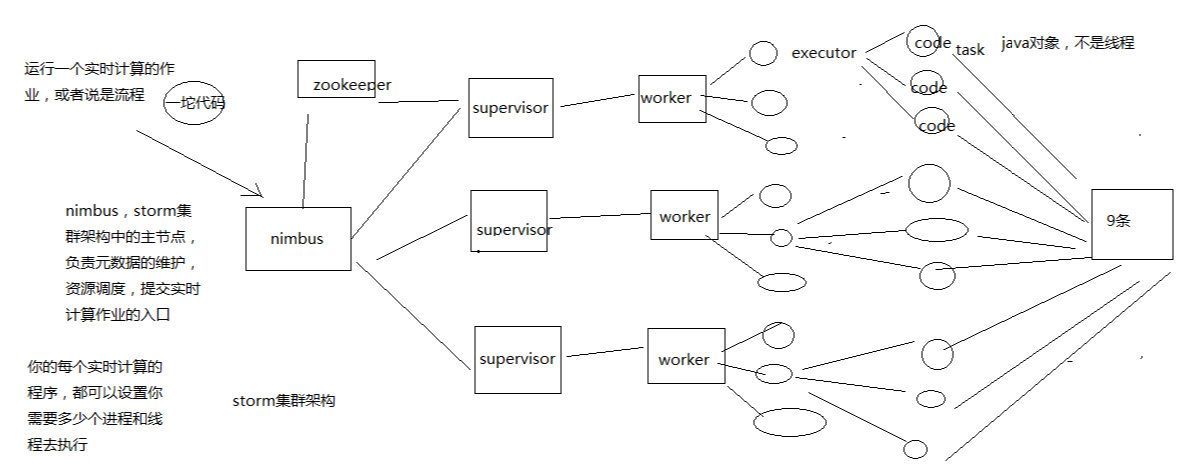 运行一个实时计算的作
业，或者说是流程
一坨代码
zookeeper
supervisor
worker
executor
code
task
java对象，不是线程
code
code
nimbus，storm集
群架构中的主节点，
负责元数据的维护，
资源调度，提交实时
计算作业的入口
nimbus
supervisor
worker
9条
supervisor
worker
你的每个实时计算的
程序，都可以设置你
需要多少个进程和线
程去执行
storm集群架构